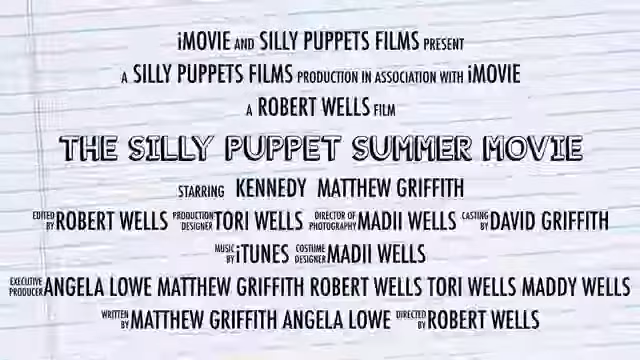 iMOVIE AND SILLY PUPPETS FILMS PRESENT
A SILLY PUPPETS FILMS PRODUCTION IN ASSOCIATION WITH iMOVIE
A ROBERT WELLS FILM
THE SILLY PUPPET SUMMER MOVIE
STARRING KENNEDY MATTHEW GRIFFITH
EDITED BY ROBERT WELLS PRODUCTION DESIGNER TORI WELLS DIRECTOR OF PHOTOGRAPHY MADII WELLS CASTING BY DAVID GRIFFITH
MUSIC BY iTUNES COSTUME DESIGNER MADII WELLS
EXECUTIVE PRODUCER ANGELA LOWE MATTHEW GRIFFITH ROBERT WELLS TORI WELLS MADDY WELLS
WRITTEN BY MATTHEW GRIFFITH ANGELA LOWE DIRECTED BY ROBERT WELLS